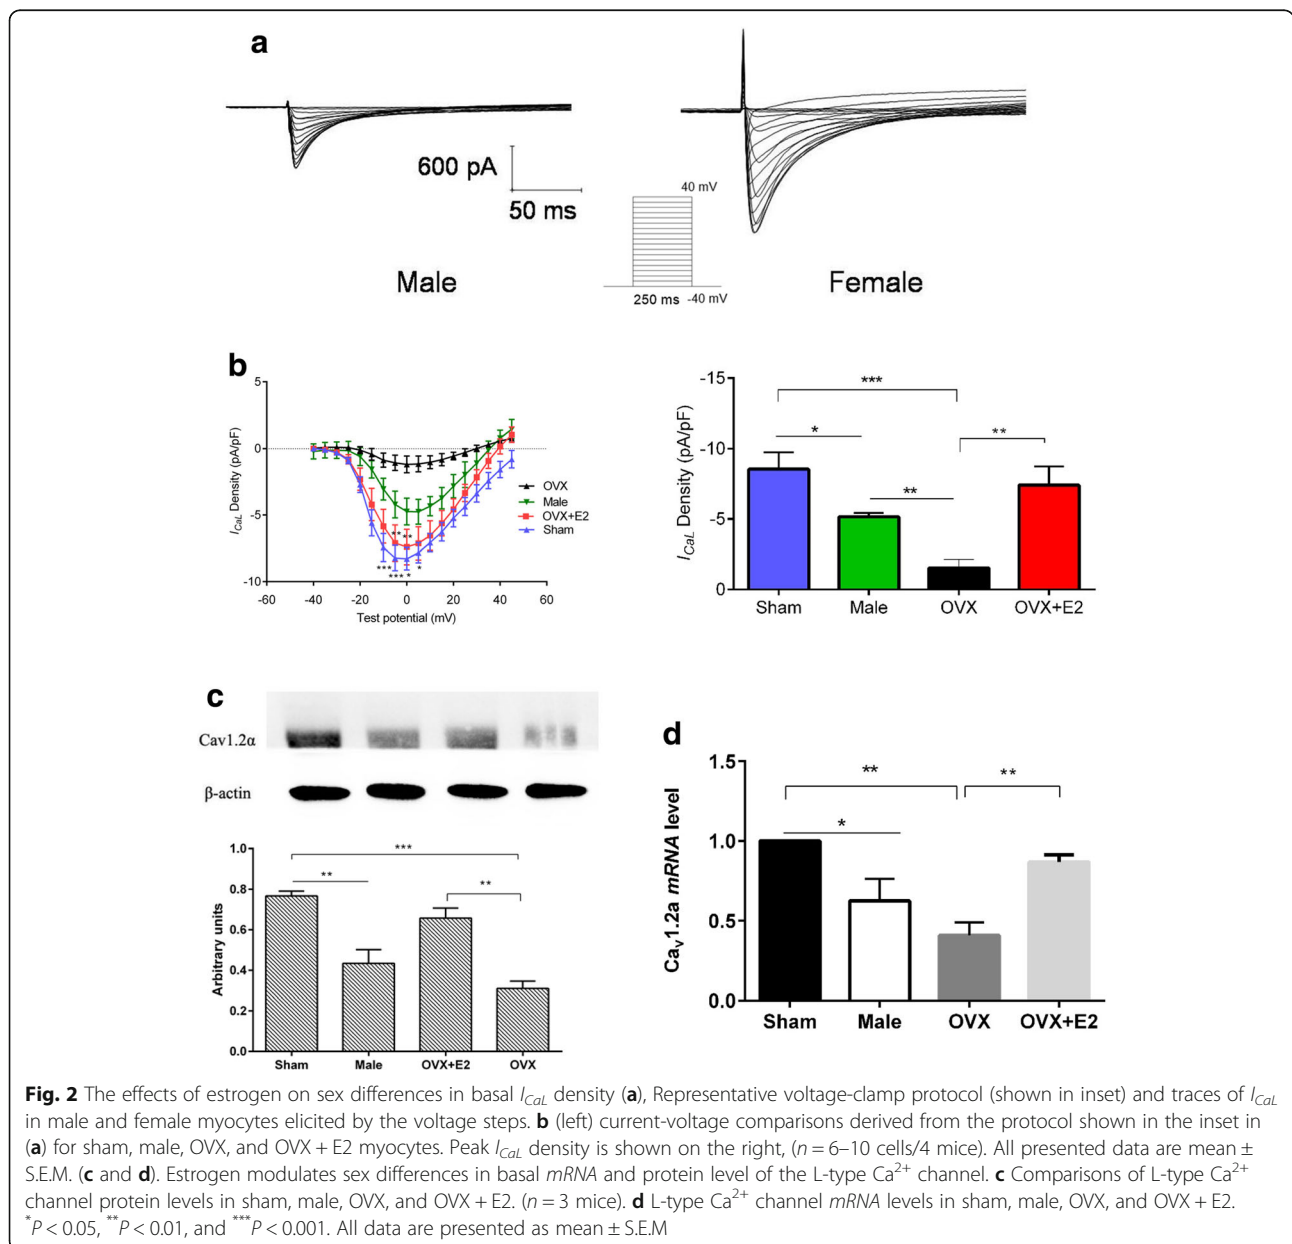 a
600 pA
50 ms
40 mV
250 ms
-40 mV
Male
Female
b
5
0
-5
-10
I_CaL Density (pA/pF)
-60 -40 -20 0 20 40 60
Test potential (mV)
OVX
Male
OVX+E2
Sham
** **
***
*** * *
-15
-10
-5
0
I_CaL Density (pA/pF)
***
*
**
**
Sham Male OVX OVX+E2
c
Cav1.2α
β-actin
1.0
0.8
0.6
0.4
0.2
0.0
Arbitrary units
***
**
**
Sham Male OVX+E2 OVX
d
1.5
1.0
0.5
0.0
Ca_v1.2a mRNA level
**
**
*
Sham Male OVX OVX+E2
Fig. 2 The effects of estrogen on sex differences in basal I_CaL density (a), Representative voltage-clamp protocol (shown in inset) and traces of I_CaL
in male and female myocytes elicited by the voltage steps. b (left) current-voltage comparisons derived from the protocol shown in the inset in
(a) for sham, male, OVX, and OVX + E2 myocytes. Peak I_CaL density is shown on the right, (n = 6–10 cells/4 mice). All presented data are mean ±
S.E.M. (c and d). Estrogen modulates sex differences in basal mRNA and protein level of the L-type Ca²⁺ channel. c Comparisons of L-type Ca²⁺
channel protein levels in sham, male, OVX, and OVX + E2. (n = 3 mice). d L-type Ca²⁺ channel mRNA levels in sham, male, OVX, and OVX + E2.
*P < 0.05, **P < 0.01, and ***P < 0.001. All data are presented as mean ± S.E.M